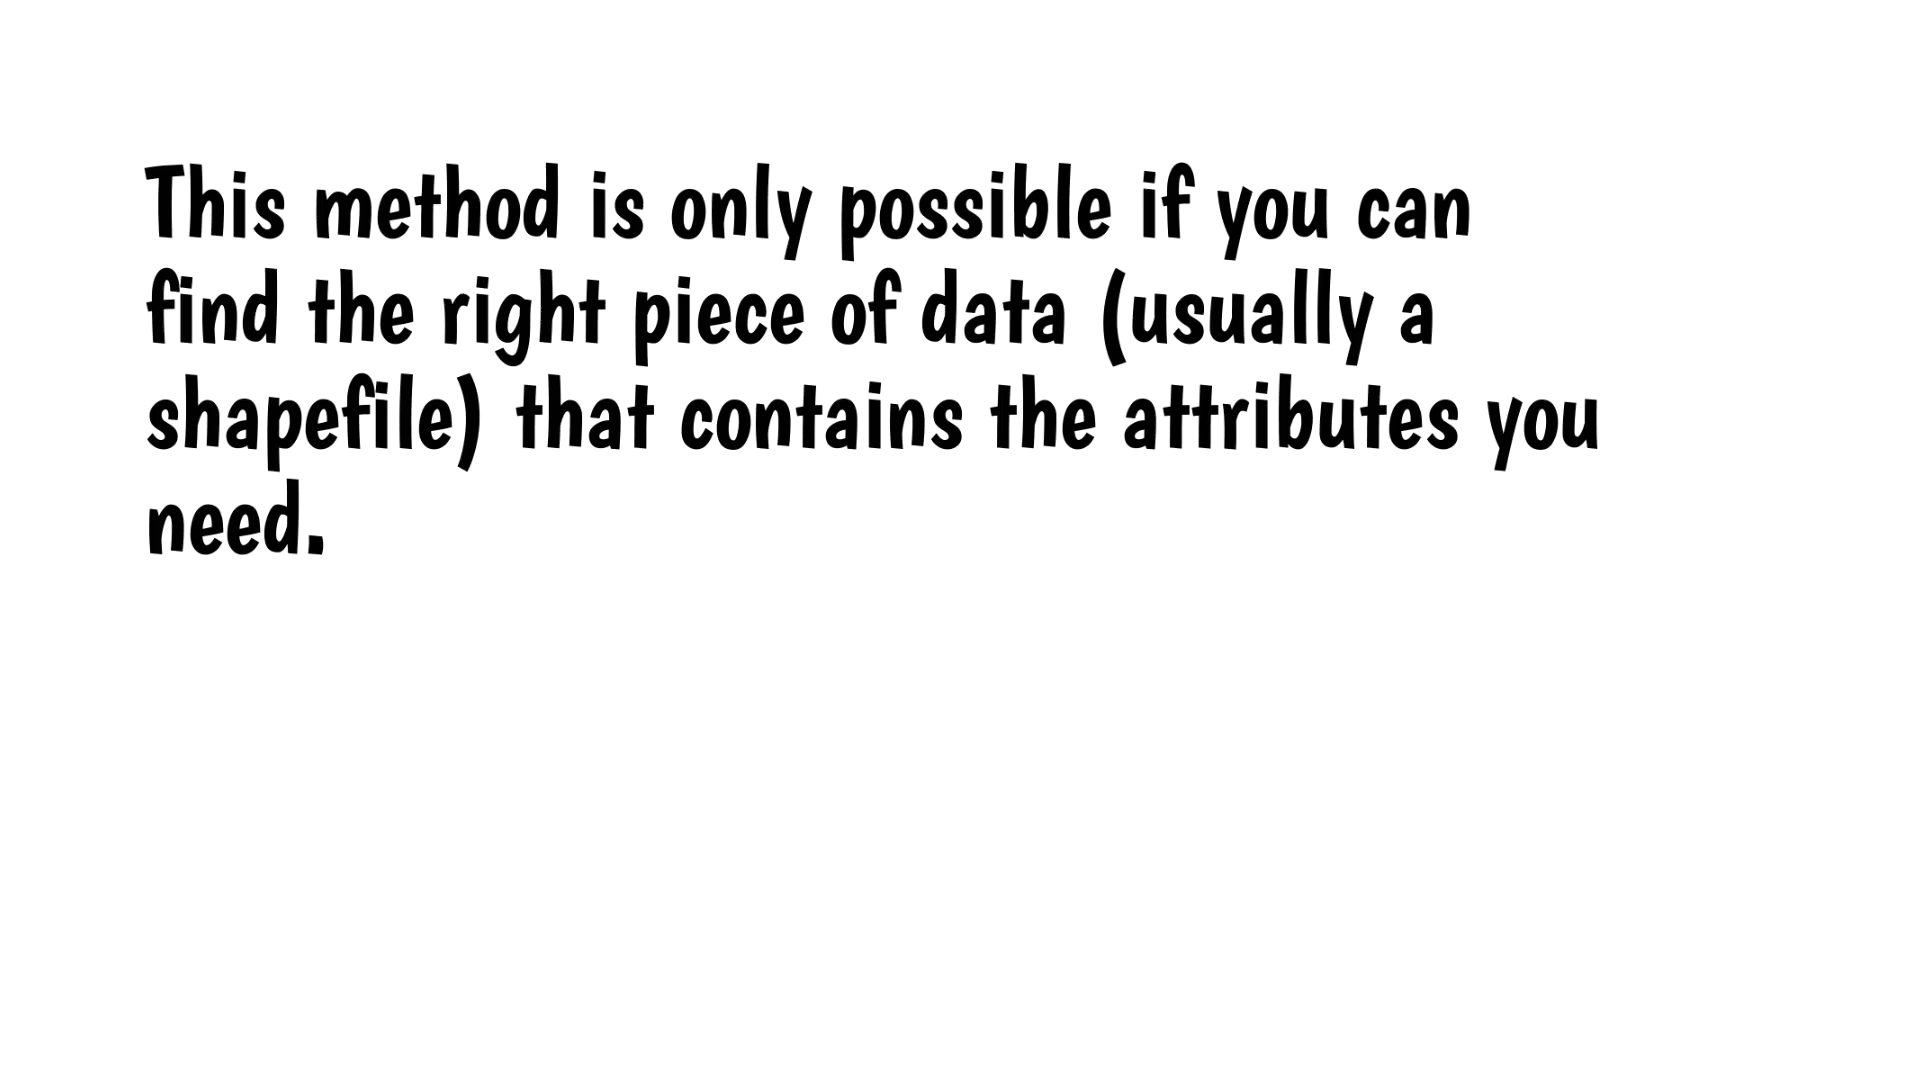 This method is only possible if you can
find the right piece of data (usually a
shapefile) that contains the attributes you
need.